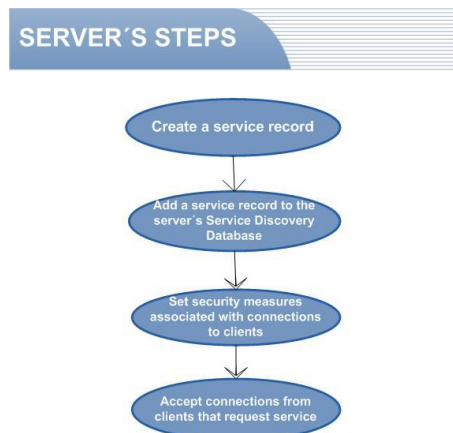 SERVER´S STEPS
Create a service record
Add a service record to the
server´s Service Discovery
Database
Set security measures
associated with connections
to clients
Accept connections from
clients that request service